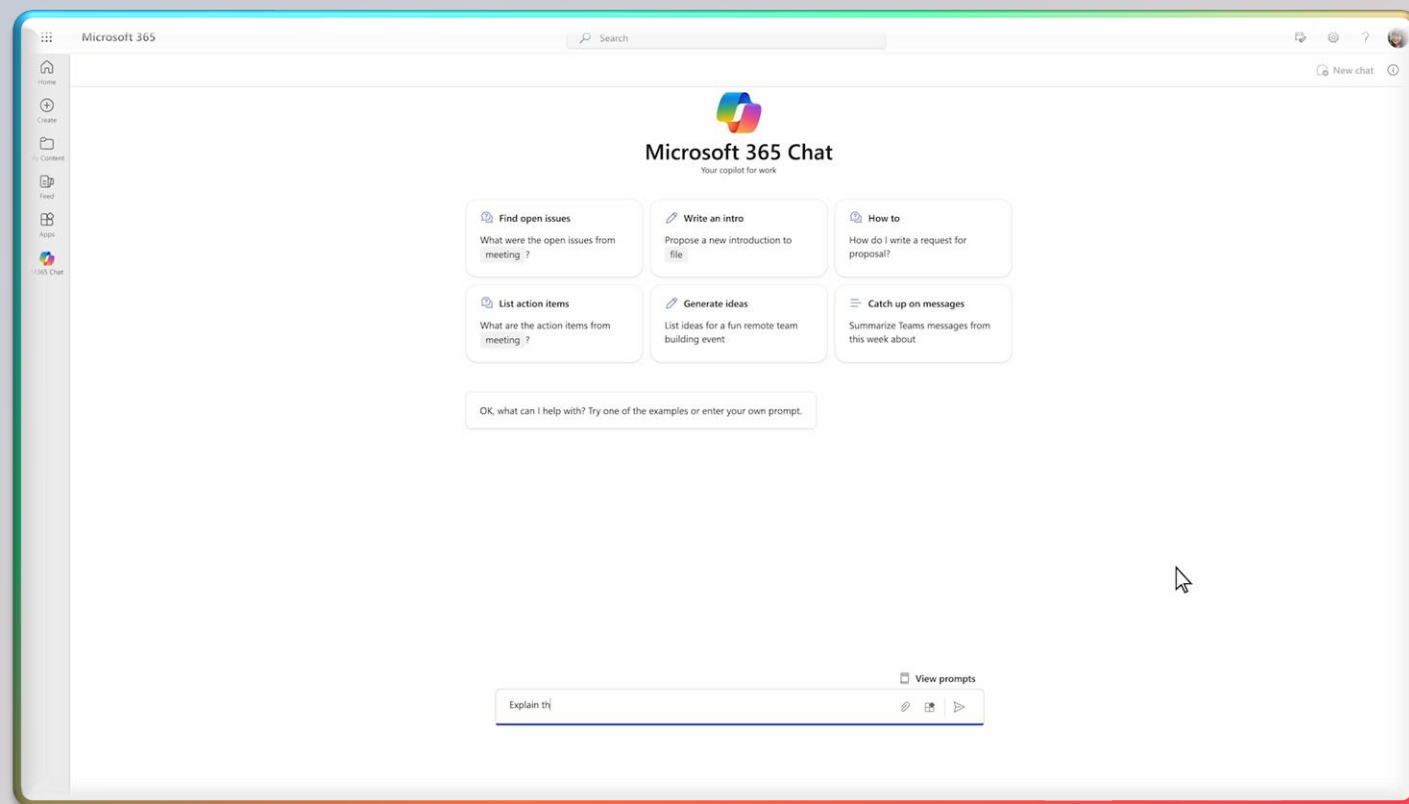 Microsoft 365
Search
New chat
Home
Create
My Content
Feed
Apps
M365 Chat
Microsoft 365 Chat
Your copilot for work
Find open issues
What were the open issues from
meeting ?
Write an intro
Propose a new introduction to
file
How to
How do I write a request for
proposal?
List action items
What are the action items from
meeting ?
Generate ideas
List ideas for a fun remote team
building event
Catch up on messages
Summarize Teams messages from
this week about
OK, what can I help with? Try one of the examples or enter your own prompt.
View prompts
Explain th